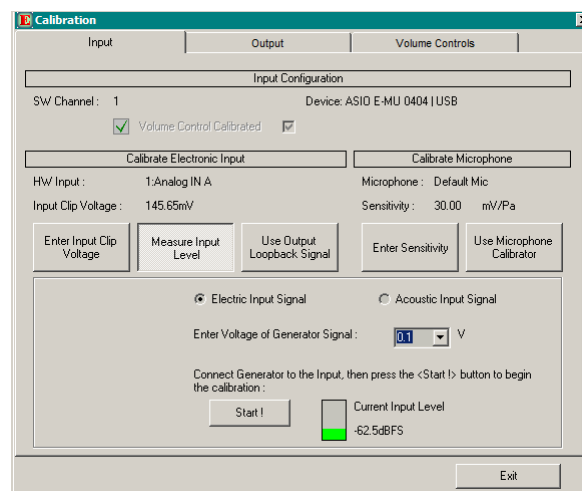 Calibration
Input Output Volume Controls
Input Configuration
SW Channel : 1 Device: ASIO E-MU 0404 | USB
Volume Control Calibrated
Calibrate Electronic Input Calibrate Microphone
HW Input : 1:Analog IN A Microphone : Default Mic
Input Clip Voltage : 145.65mV Sensitivity : 30.00 mV/Pa
Enter Input Clip Voltage Measure Input Level Use Output Loopback Signal Enter Sensitivity Use Microphone Calibrator
Electric Input Signal Acoustic Input Signal
Enter Voltage of Generator Signal : 0.1 V
Connect Generator to the Input, then press the <Start !> button to begin
the calibration :
Start ! Current Input Level
-62.5dBFS
Exit